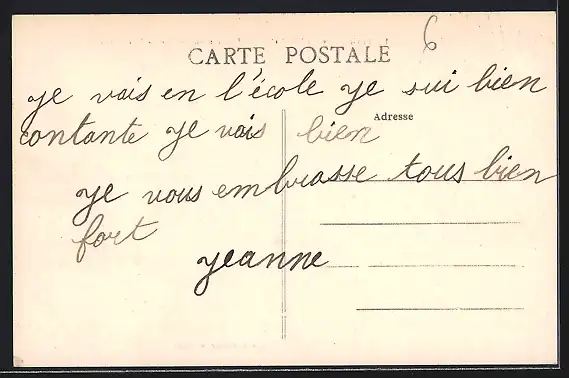 6
CARTE POSTALE
je vais en l'école je sui bien
Adresse
contante je vais bien
je vous embrasse tous bien
fort
jeanne